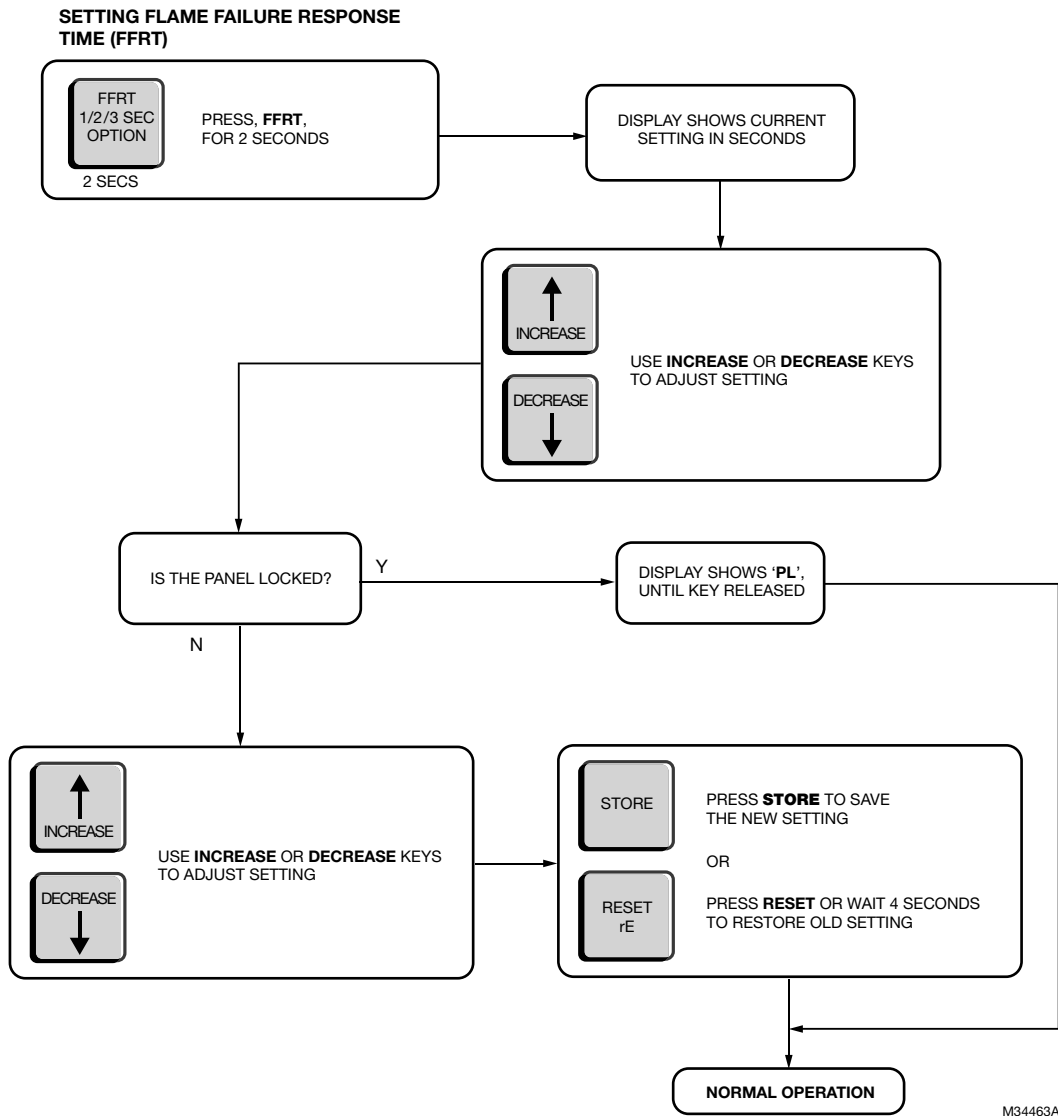 SETTING FLAME FAILURE RESPONSE
TIME (FFRT)
FFRT
1/2/3 SEC
OPTION
2 SECS
PRESS, FFRT,
FOR 2 SECONDS
DISPLAY SHOWS CURRENT
SETTING IN SECONDS
INCREASE
DECREASE
USE INCREASE OR DECREASE KEYS
TO ADJUST SETTING
IS THE PANEL LOCKED?
Y
N
DISPLAY SHOWS ‘PL’,
UNTIL KEY RELEASED
INCREASE
DECREASE
USE INCREASE OR DECREASE KEYS
TO ADJUST SETTING
STORE
PRESS STORE TO SAVE
THE NEW SETTING
OR
RESET
rE
PRESS RESET OR WAIT 4 SECONDS
TO RESTORE OLD SETTING
NORMAL OPERATION
M34463A